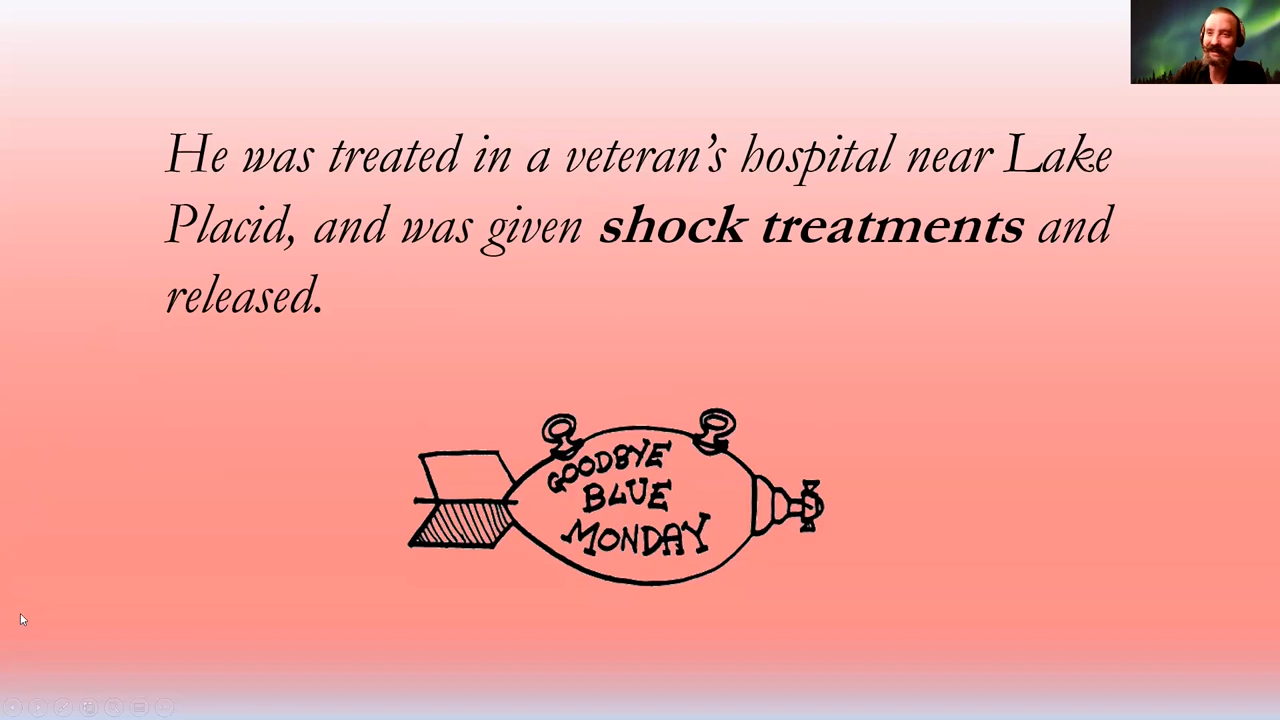 He was treated in a veteran’s hospital near Lake
Placid, and was given shock treatments and
released.
GOODBYE
BLUE
MONDAY